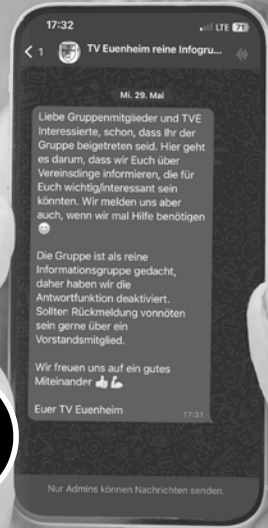 17:32
LTE 71
1 TV Euenheim reine Infogru...
Mi. 29. Mai
Liebe Gruppenmitglieder und TVE
Interessierte, schon, dass Ihr der
Gruppe beigetreten seid. Hier geht
es darum, dass wir Euch über
Vereinsdinge informieren, die für
Euch wichtig/interessant sein
könnten. Wir melden uns aber
auch, wenn wir mal Hilfe benötigen
😊
Die Gruppe ist als reine
Informationsgruppe gedacht,
daher haben wir die
Antwortfunktion deaktiviert.
Sollten Rückmeldung vonnöten
sein gerne über ein
Vorstandsmitglied.
Wir freuen uns auf ein gutes
Miteinander 👍💪
Euer TV Euenheim
17:31
Nur Admins können Nachrichten senden.